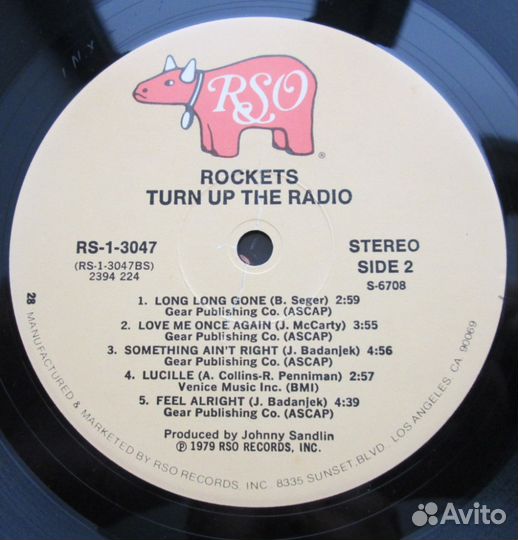 INX
RSO
®
ROCKETS
TURN UP THE RADIO
RS-1-3047
(RS-1-3047BS)
2394 224
STEREO
SIDE 2
S-6708
1. LONG LONG GONE (B. Seger) 2:59
Gear Publishing Co. (ASCAP)
2. LOVE ME ONCE AGAIN (J. McCarty) 3:55
Gear Publishing Co. (ASCAP)
3. SOMETHING AIN'T RIGHT (J. Badanjek) 4:56
Gear Publishing Co. (ASCAP)
4. LUCILLE (A. Collins-R. Penniman) 2:57
Venice Music Inc. (BMI)
5. FEEL ALRIGHT (J. Badanjek) 4:39
Gear Publishing Co. (ASCAP)
Produced by Johnny Sandlin
℗ 1979 RSO RECORDS, INC.
28 MANUFACTURED & MARKETED BY RSO RECORDS, INC. 8335 SUNSET, BLVD. LOS ANGELES, CA 90069
Avito